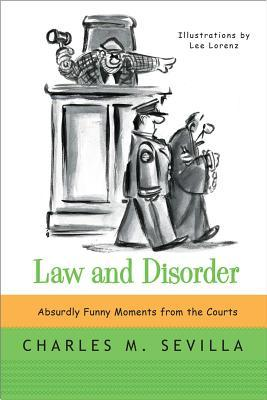 Illustrations by
Lee Lorenz
Law and Disorder
Absurdly Funny Moments from the Courts
CHARLES M. SEVILLA